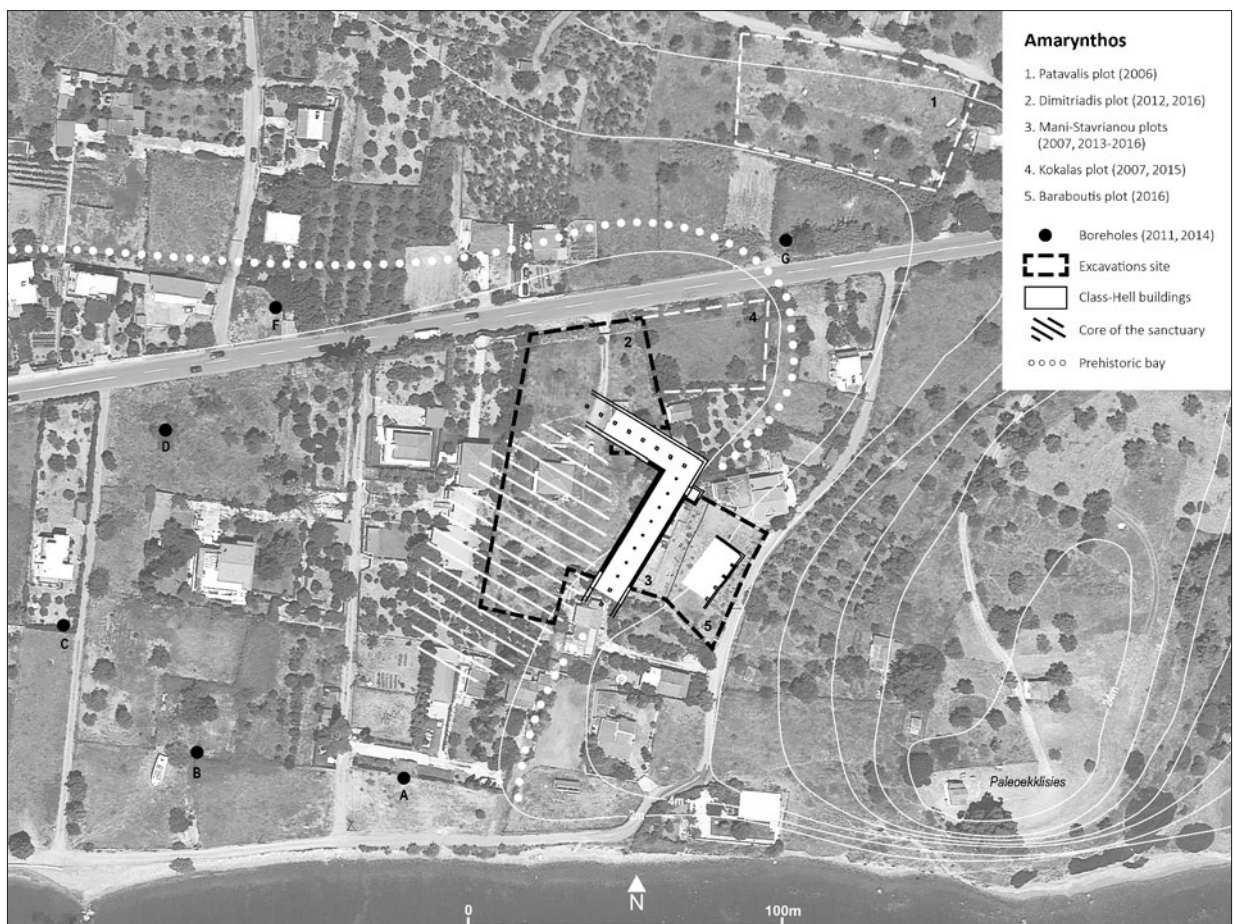 Amarynthos
1. Patavalis plot (2006)
2. Dimitriadis plot (2012, 2016)
3. Mani-Stavrianou plots
(2007, 2013-2016)
4. Kokalas plot (2007, 2015)
5. Baraboutis plot (2016)
Boreholes (2011, 2014)
Excavations site
Class-Hell buildings
Core of the sanctuary
Prehistoric bay
1
G
F
4
2
D
3
5
C
20m
B
A
Paleoekklisies
4m
N
0
100m